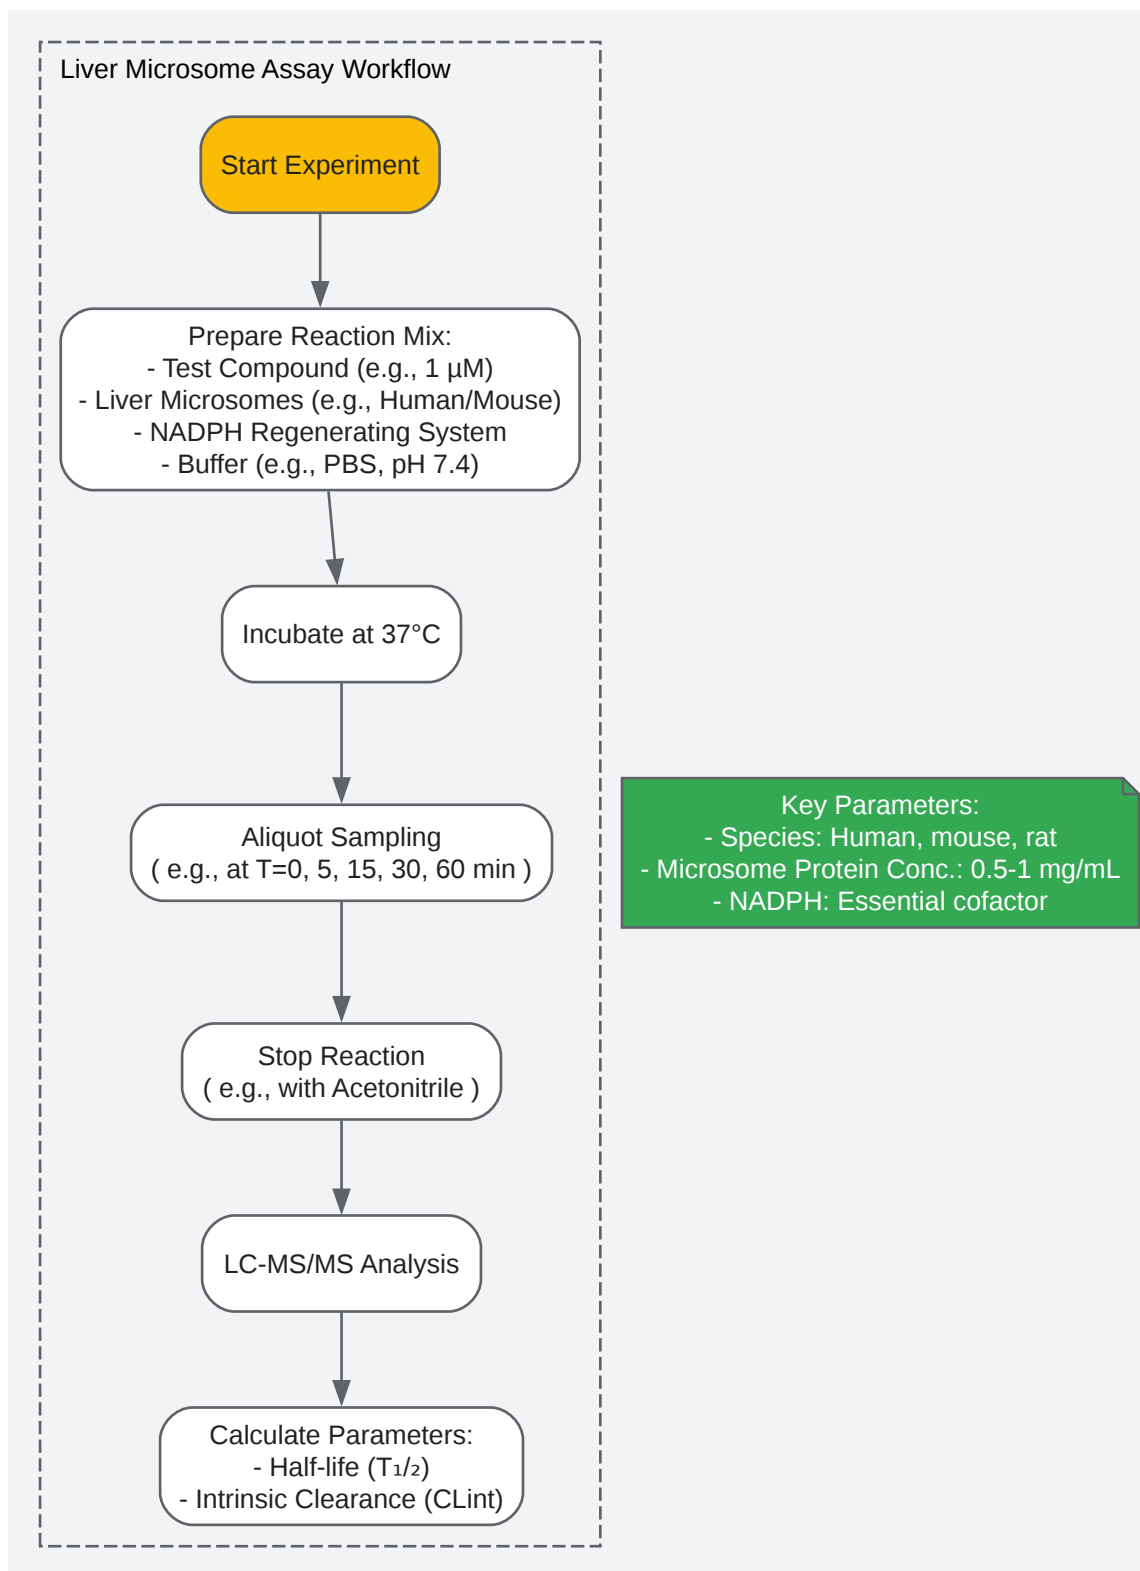 Liver Microsome Assay Workflow
Start Experiment
Prepare Reaction Mix:
- Test Compound (e.g., 1 µM)
- Liver Microsomes (e.g., Human/Mouse)
- NADPH Regenerating System
- Buffer (e.g., PBS, pH 7.4)
Incubate at 37°C
Aliquot Sampling
( e.g., at T=0, 5, 15, 30, 60 min )
Stop Reaction
( e.g., with Acetonitrile )
LC-MS/MS Analysis
Calculate Parameters:
- Half-life (T₁/₂)
- Intrinsic Clearance (CLint)
Key Parameters:
- Species: Human, mouse, rat
- Microsome Protein Conc.: 0.5-1 mg/mL
- NADPH: Essential cofactor